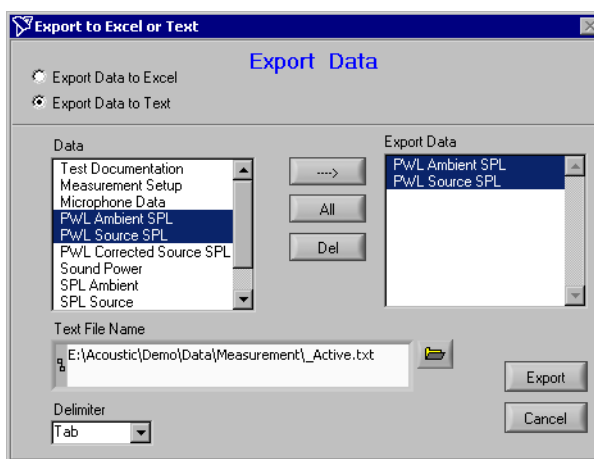 Export to Excel or Text
Export Data
Export Data to Excel
Export Data to Text
Data
Test Documentation
Measurement Setup
Microphone Data
PWL Ambient SPL
PWL Source SPL
PWL Corrected Source SPL
Sound Power
SPL Ambient
SPL Source
---->
All
Del
Export Data
PWL Ambient SPL
PWL Source SPL
Text File Name
E:\Acoustic\Demo\Data\Measurement\_Active.txt
Delimiter
Tab
Export
Cancel